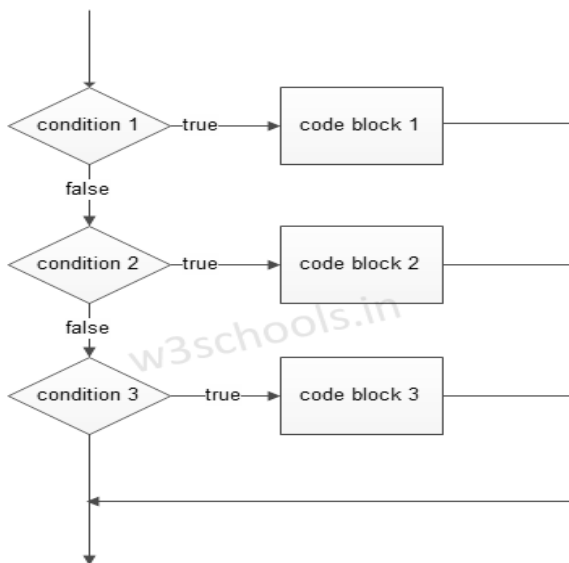 condition 1
true
code block 1
false
condition 2
true
code block 2
false
w3schools.in
condition 3
true
code block 3